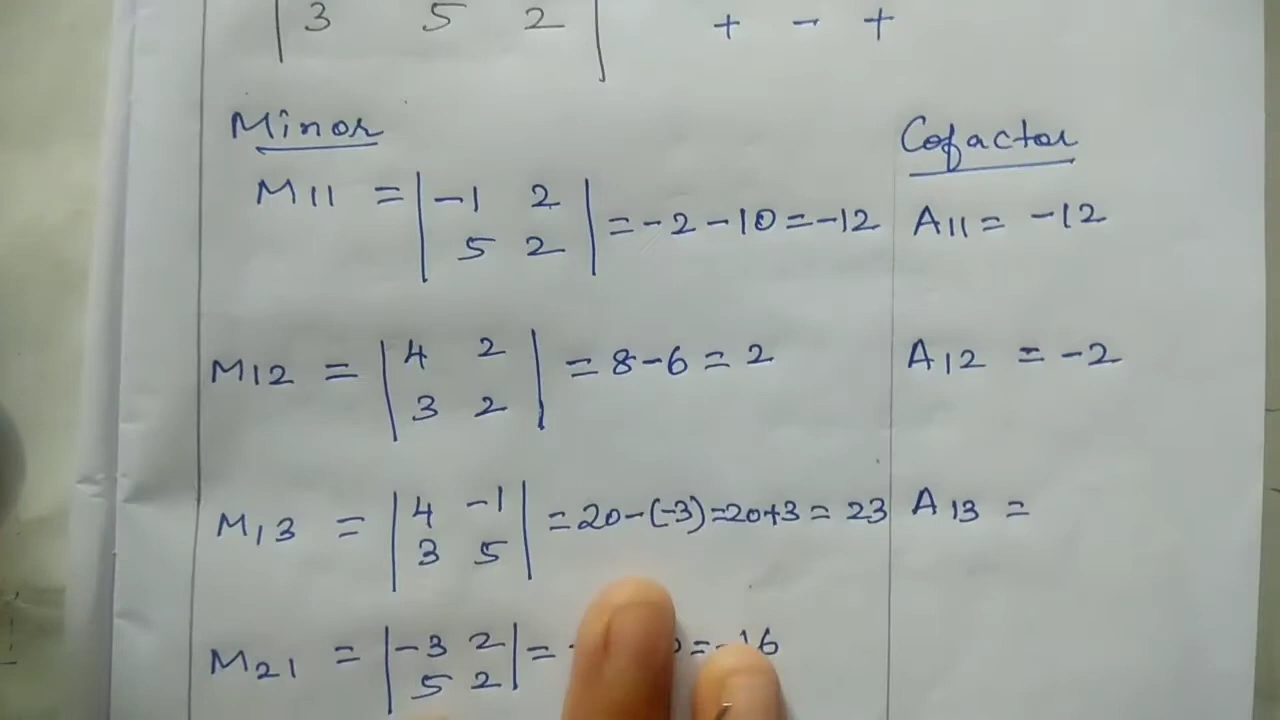 3 5 2 + - +
Minor
Cofactor
M11 = |-1 2| = -2 - 10 = -12 A11 = -12
5 2
M12 = |4 2| = 8 - 6 = 2 A12 = -2
3 2
M13 = |4 -1| = 20 - (-3) = 20 + 3 = 23 A13 =
3 5
M21 = |-3 2| = = -16
5 2